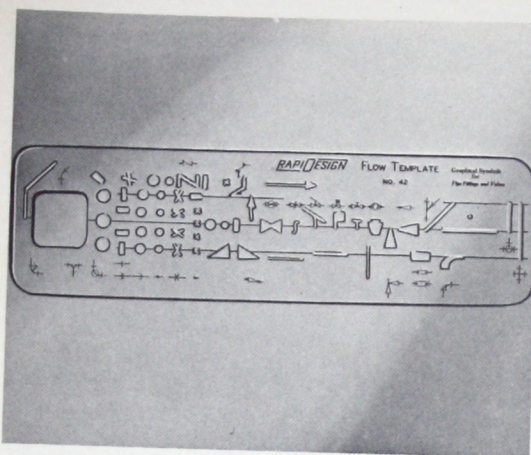 RAPIDESIGN FLOW TEMPLATE
NO. 42
Graphical Symbols
for
Pipe Fittings and Valves